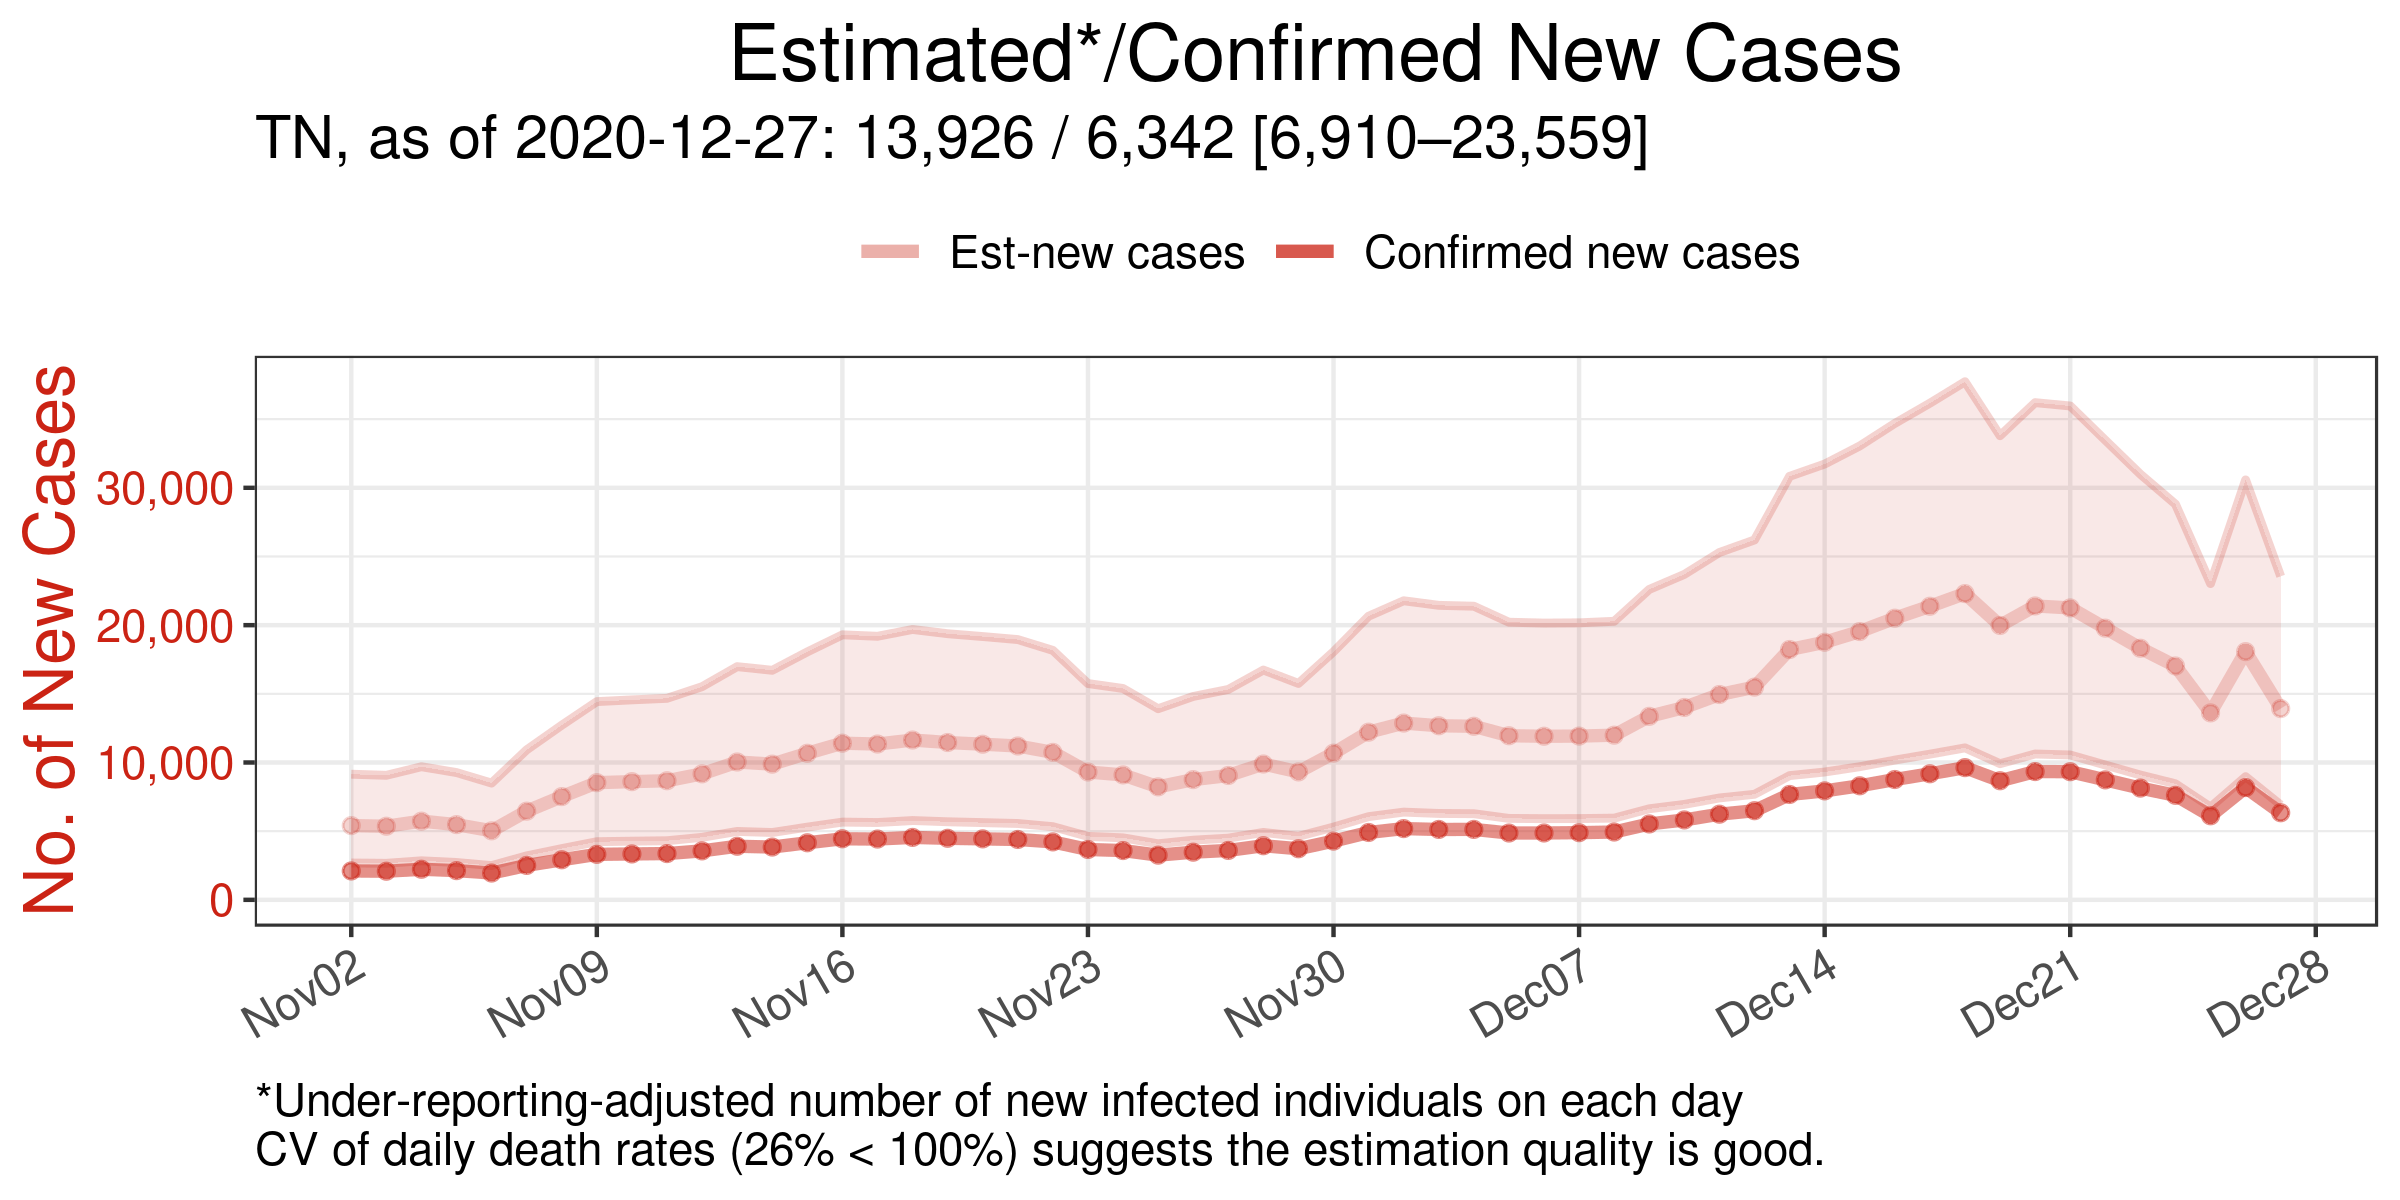 Estimated*/Confirmed New Cases
TN, as of 2020-12-27: 13,926 / 6,342 [6,910–23,559]
Est-new cases
Confirmed new cases
No. of New Cases
30,000
20,000
10,000
0
Nov02
Nov09
Nov16
Nov23
Nov30
Dec07
Dec14
Dec21
Dec28
*Under-reporting-adjusted number of new infected individuals on each day
CV of daily death rates (26% < 100%) suggests the estimation quality is good.